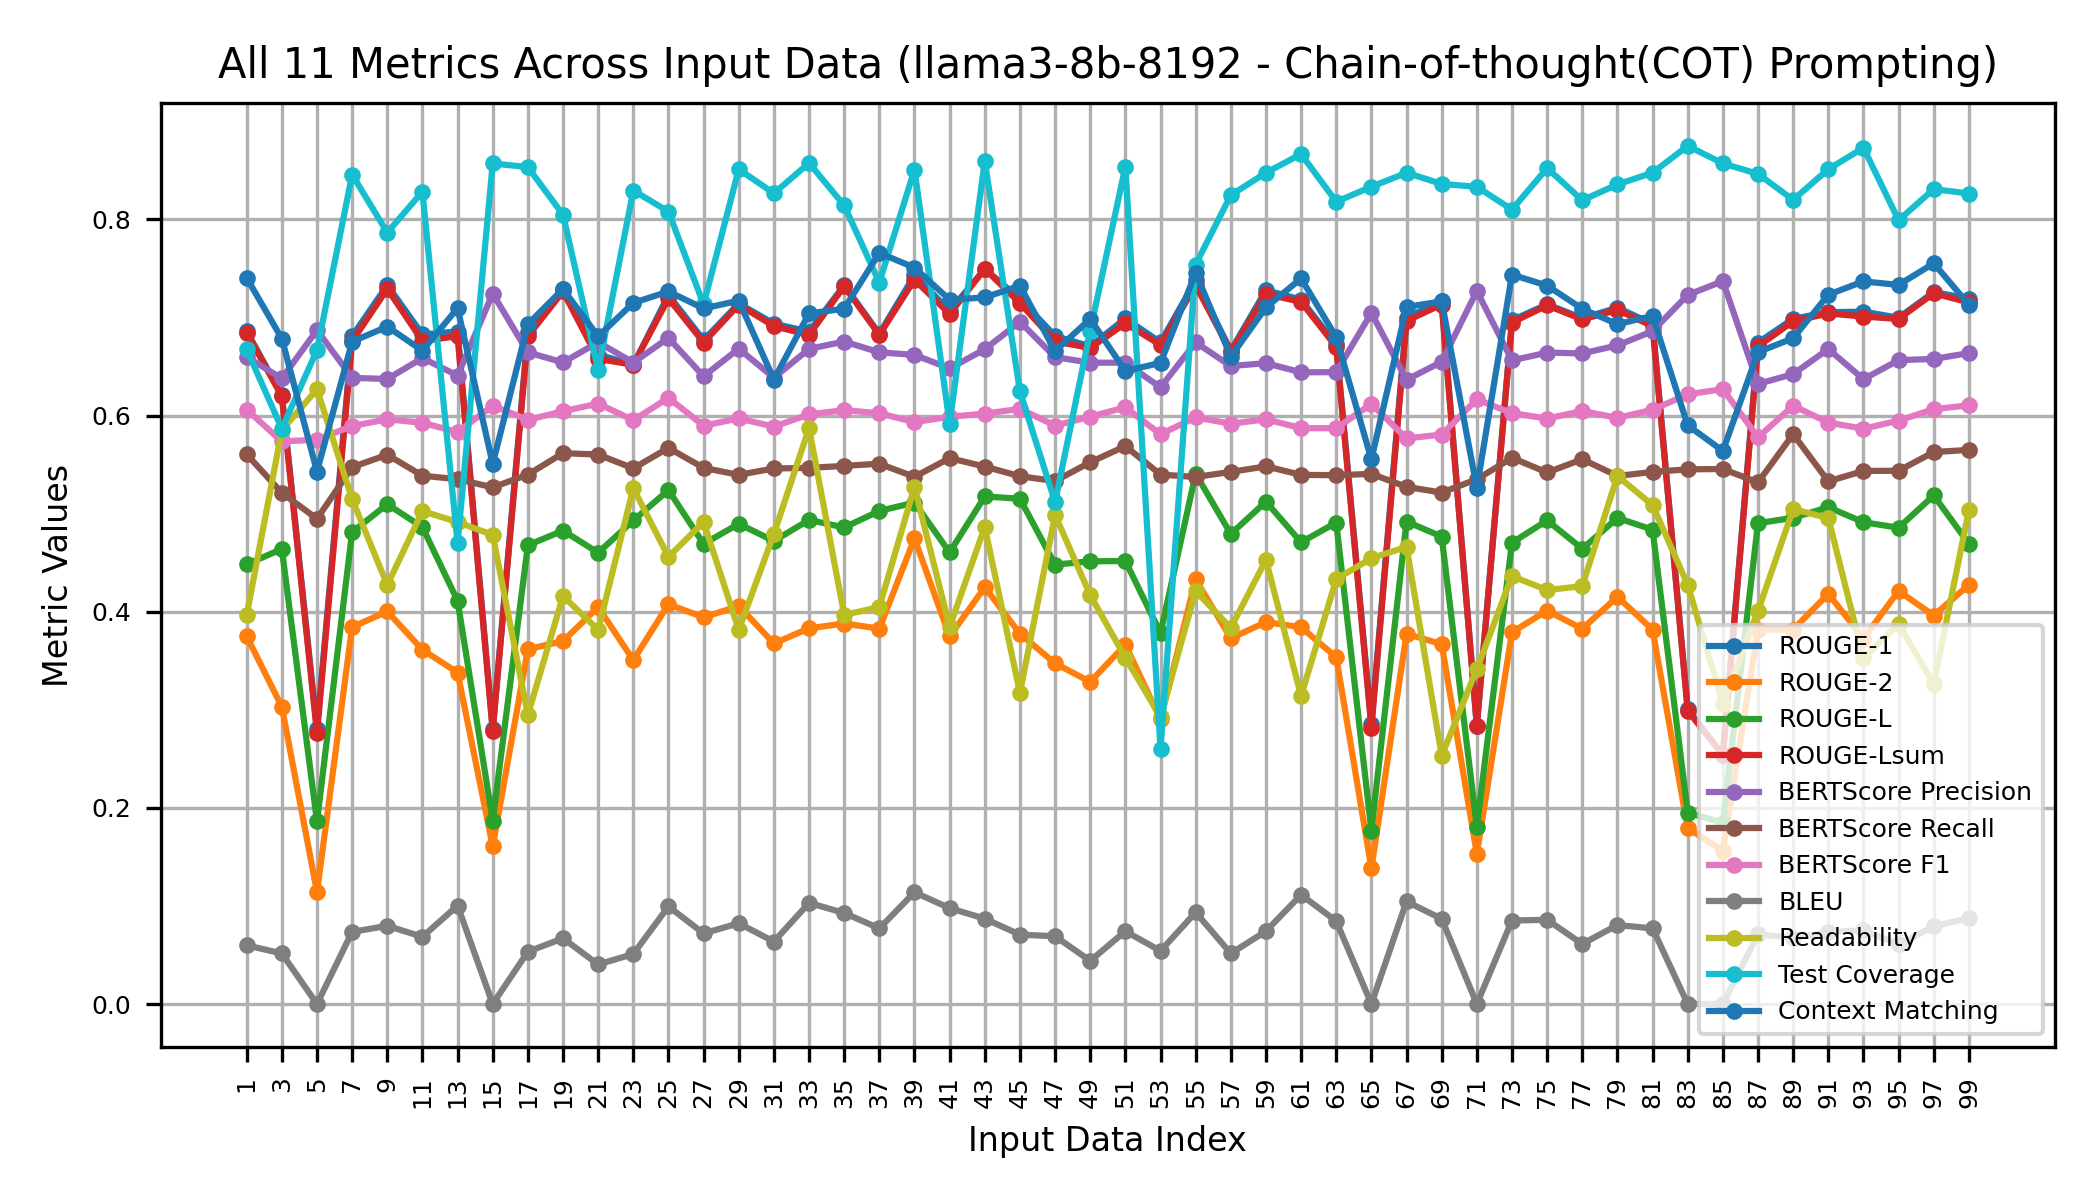 All 11 Metrics Across Input Data (llama3-8b-8192 - Chain-of-thought(COT) Prompting)
Metric Values
0.8
0.6
0.4
0.2
0.0
ROUGE-1
ROUGE-2
ROUGE-L
ROUGE-Lsum
BERTScore Precision
BERTScore Recall
BERTScore F1
BLEU
Readability
Test Coverage
Context Matching
1 3 5 7 9 11 13 15 17 19 21 23 25 27 29 31 33 35 37 39 41 43 45 47 49 51 53 55 57 59 61 63 65 67 69 71 73 75 77 79 81 83 85 87 89 91 93 95 97 99
Input Data Index